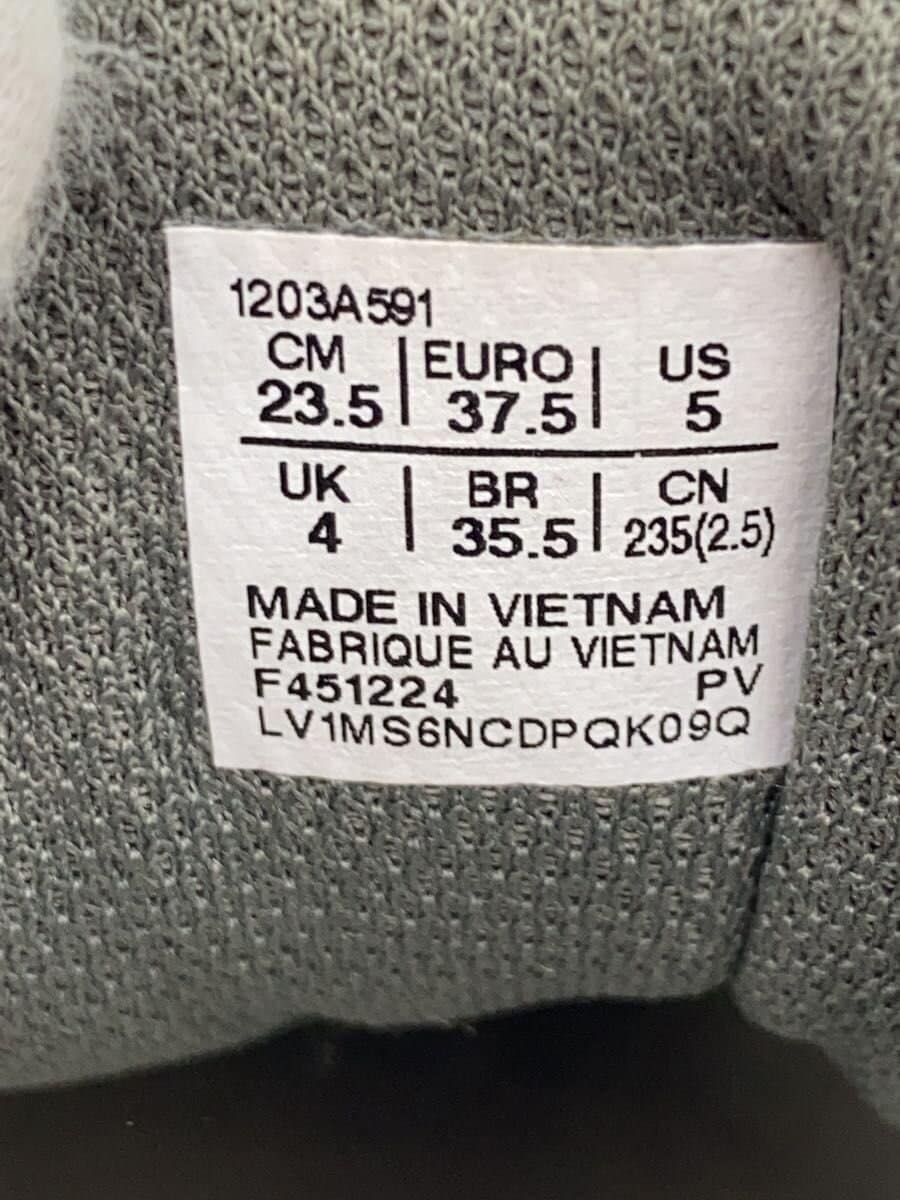 1203A591
CM | EURO | US
23.5 | 37.5 | 5
UK | BR | CN
4 | 35.5 | 235(2.5)
MADE IN VIETNAM
FABRIQUE AU VIETNAM
F451224 PV
LV1MS6NCDPQK09Q